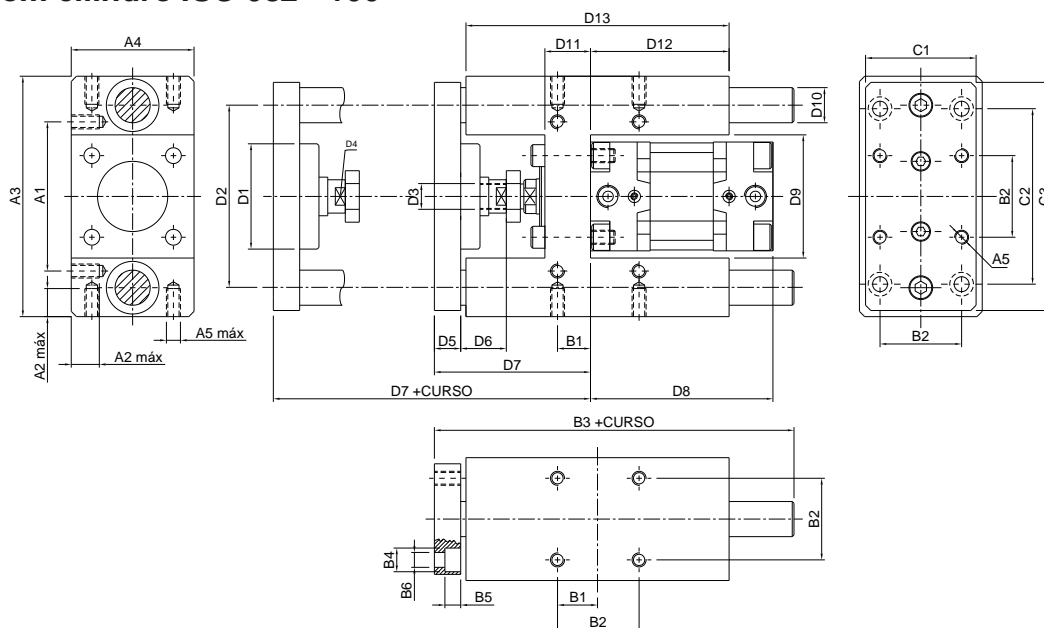 D13
A4
D11
D12
C1
D10
A3
A1
D2
D1
D4
D3
D9
B2
C2
A5
A2 máx
A2 máx
A5 máx
D5
D6
B1
B2
D7
D7 +CURSO
D8
B3 +CURSO
B2
B4
B6
B5
B1
B2